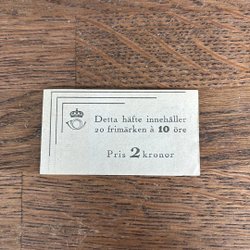 Detta häfte innehåller
20 frimärken à 10 öre
Pris 2 kronor